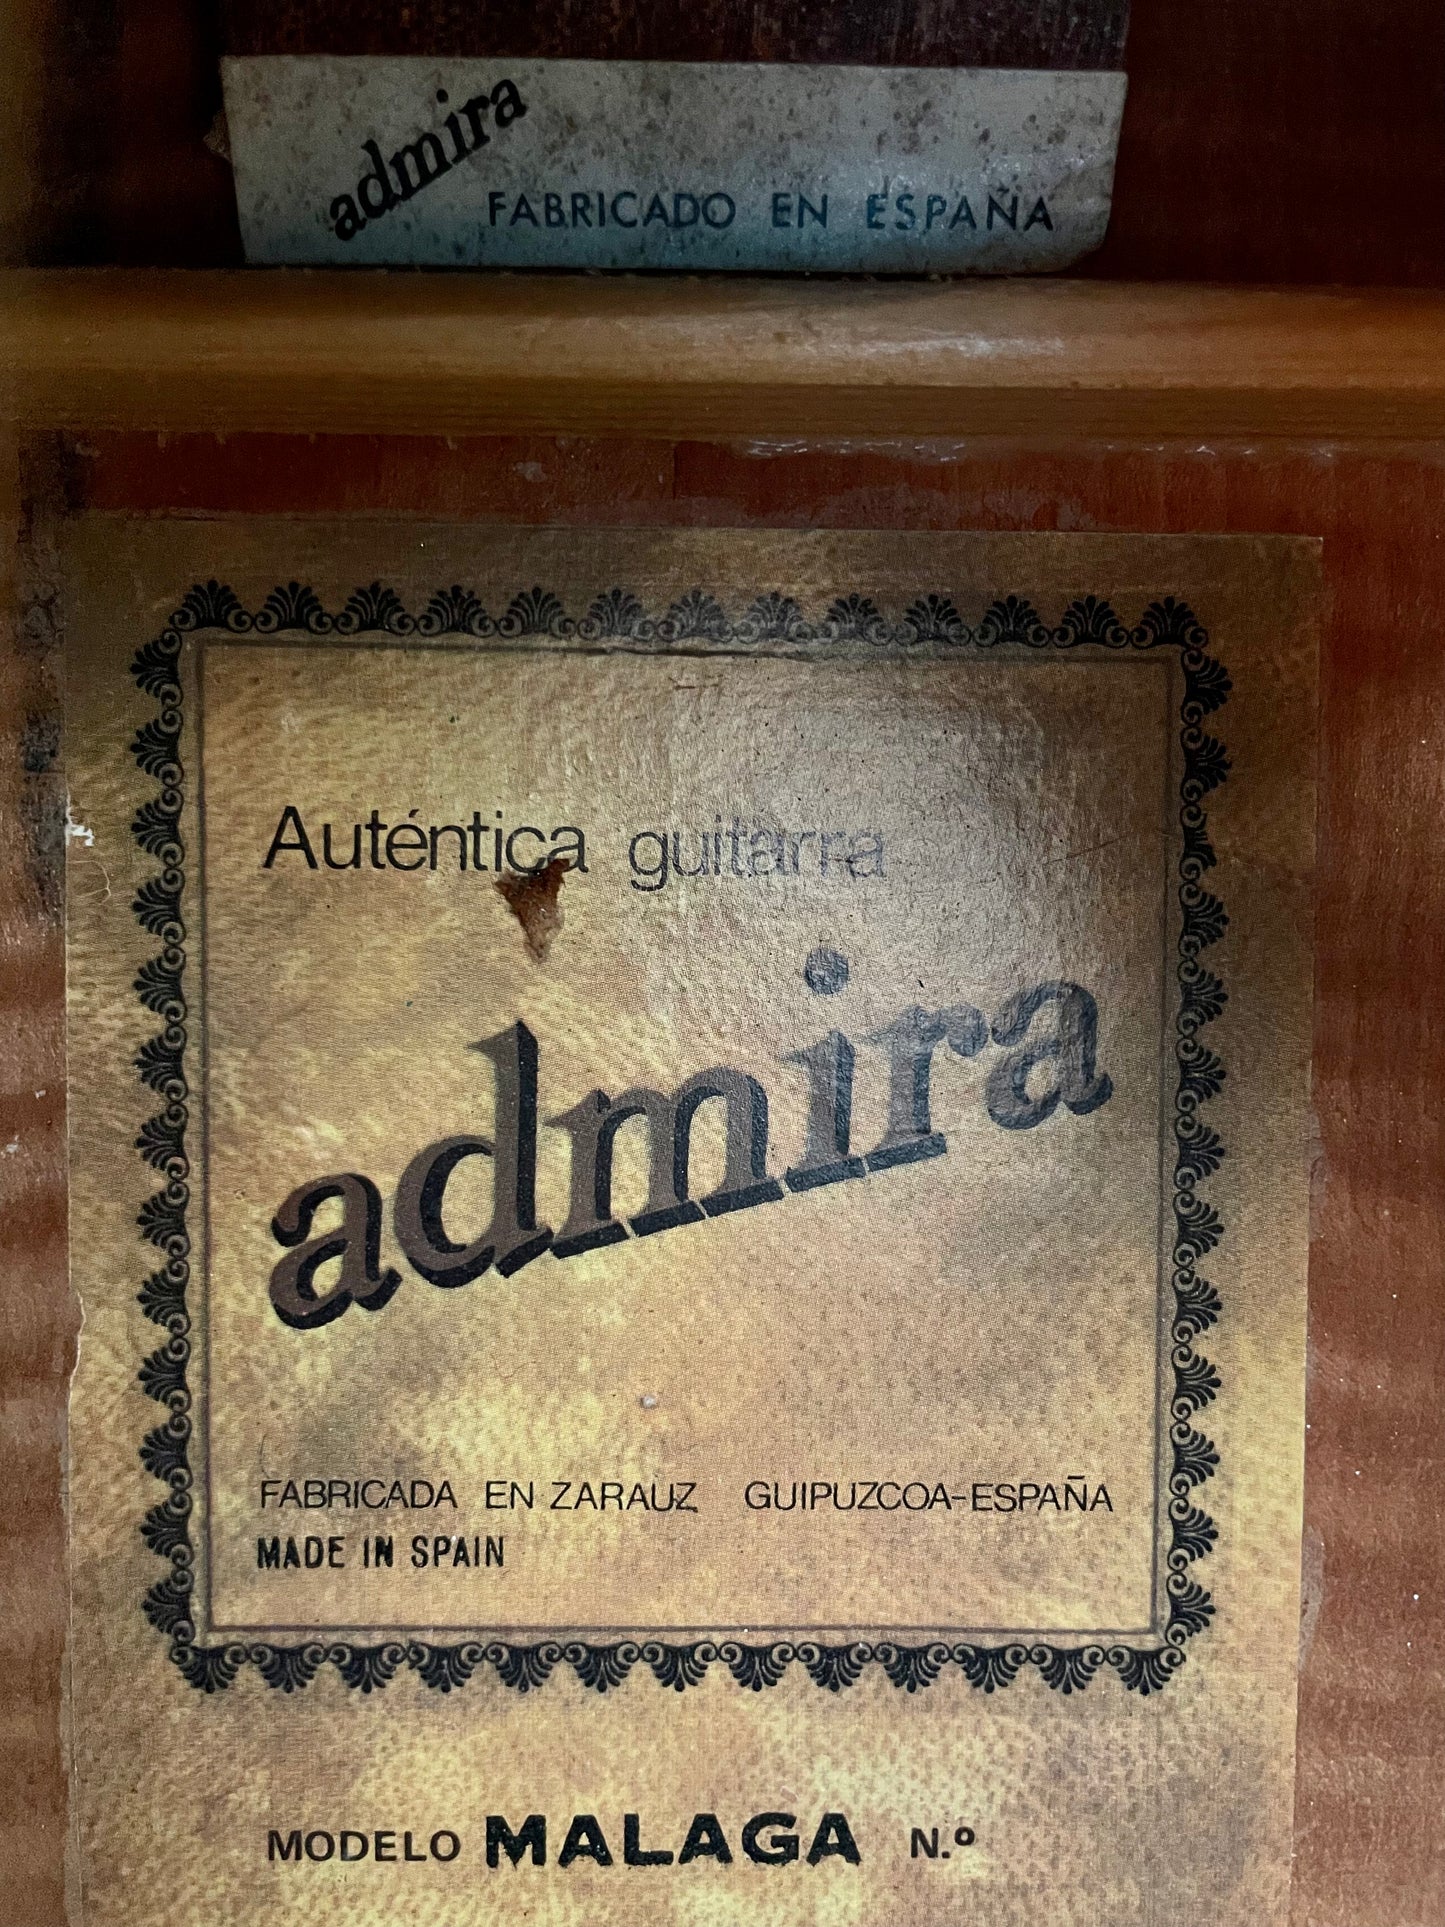 admira
FABRICADO EN ESPAÑA
Auténtica guitarra
admira
FABRICADA EN ZARAUZ GUIPUZCOA-ESPAÑA
MADE IN SPAIN
MODELO MALAGA N.º